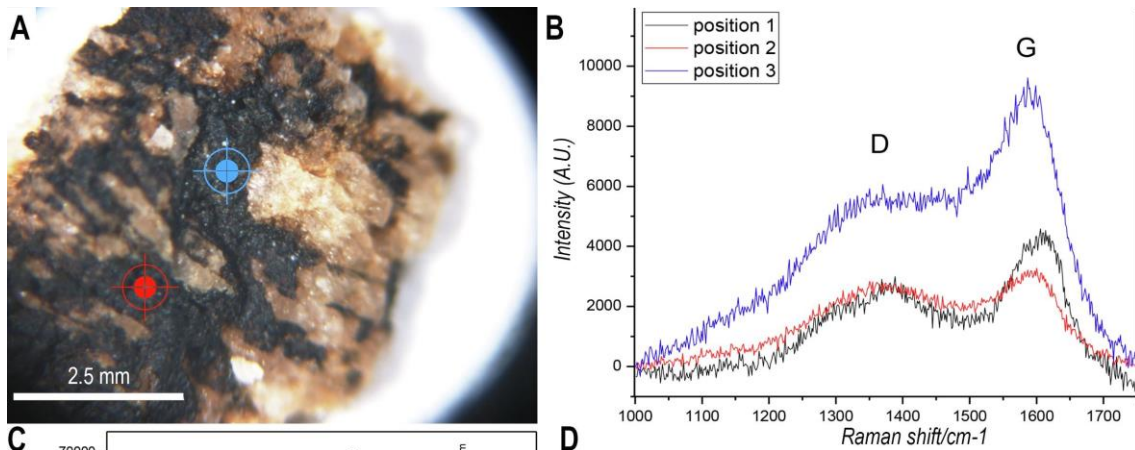 A
2.5 mm
B
position 1
position 2
position 3
D
G
Intensity (A.U.)
10000
8000
6000
4000
2000
0
1000
1100
1200
1300
1400
1500
1600
1700
Raman shift/cm-1
C
D